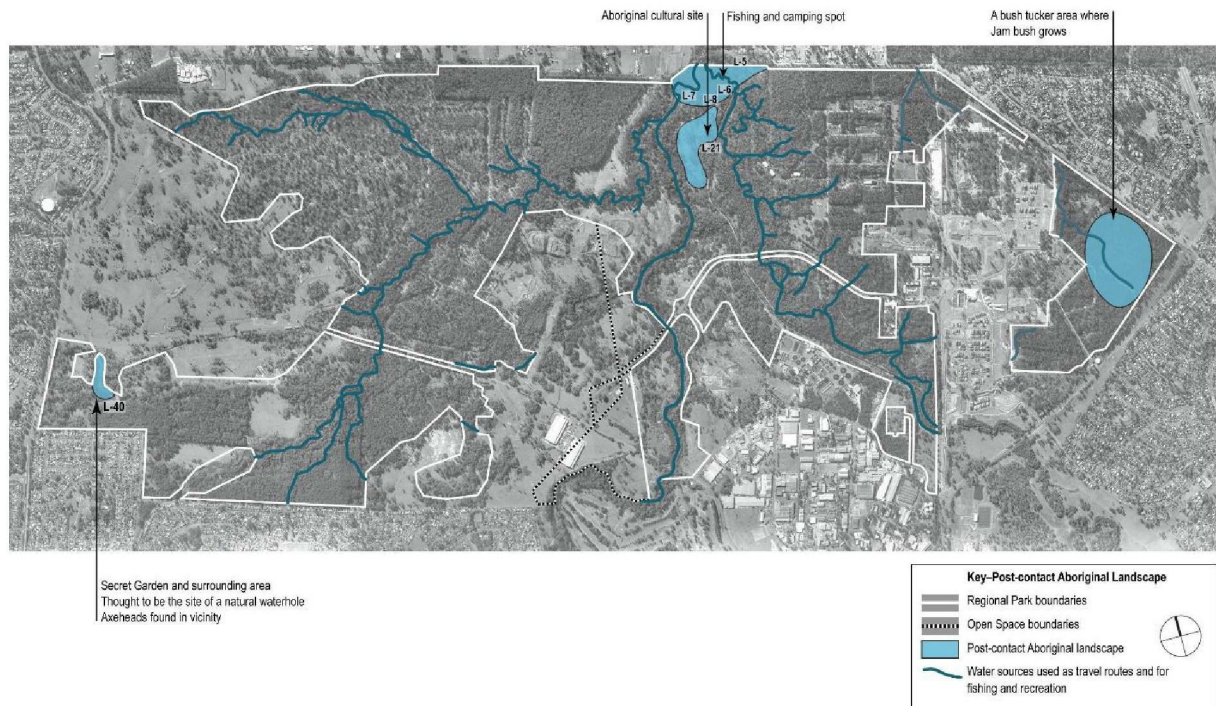 Aboriginal cultural site
Fishing and camping spot
A bush tucker area where
Jam bush grows
L-5
L-7
L-6
L-8
L-21
L-40
Secret Garden and surrounding area
Thought to be the site of a natural waterhole
Axeheads found in vicinity
Key–Post-contact Aboriginal Landscape
Regional Park boundaries
Open Space boundaries
Post-contact Aboriginal landscape
Water sources used as travel routes and for
fishing and recreation